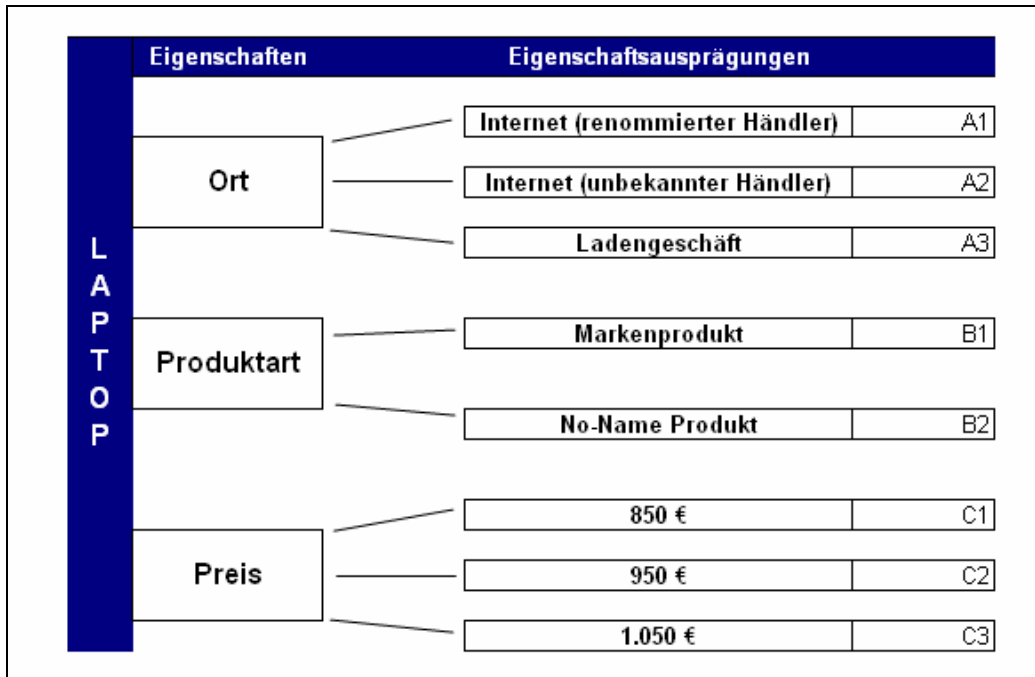 Eigenschaften Eigenschaftsausprägungen
LAPTOP
Ort
Internet (renommierter Händler) A1
Internet (unbekannter Händler) A2
Ladengeschäft A3
Produktart
Markenprodukt B1
No-Name Produkt B2
Preis
850 € C1
950 € C2
1.050 € C3